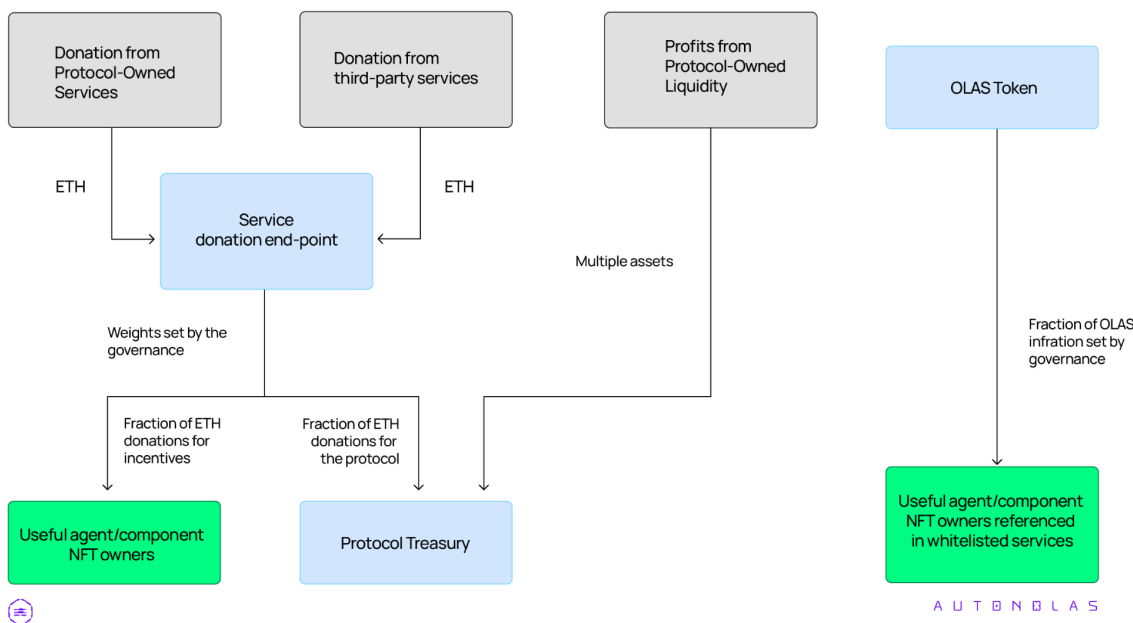 Donation from
Protocol-Owned
Services
Donation from
third-party services
Profits from
Protocol-Owned
Liquidity
OLAS Token
ETH
ETH
Service
donation end-point
Multiple assets
Weights set by the
governance
Fraction of OLAS
infration set by
governance
Fraction of ETH
donations for
incentives
Fraction of ETH
donations for
the protocol
Useful agent/component
NFT owners
Protocol Treasury
Useful agent/component
NFT owners referenced
in whitelisted services
AUTONOLAS